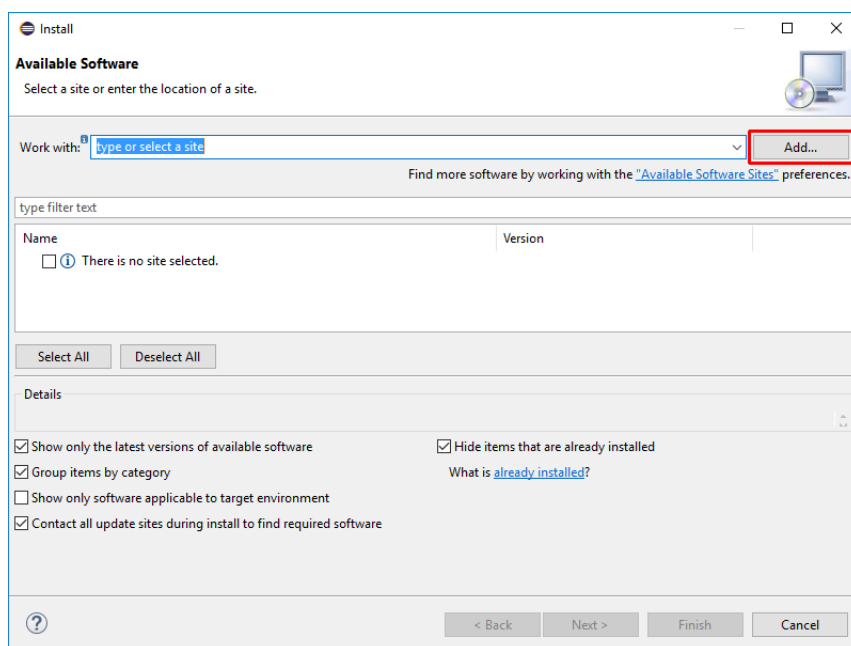 Install
Available Software
Select a site or enter the location of a site.
Work with: type or select a site Add...
Find more software by working with the "Available Software Sites" preferences.
type filter text
Name Version
There is no site selected.
Select All Deselect All
Details
Show only the latest versions of available software Hide items that are already installed
Group items by category What is already installed?
Show only software applicable to target environment
Contact all update sites during install to find required software
< Back Next > Finish Cancel